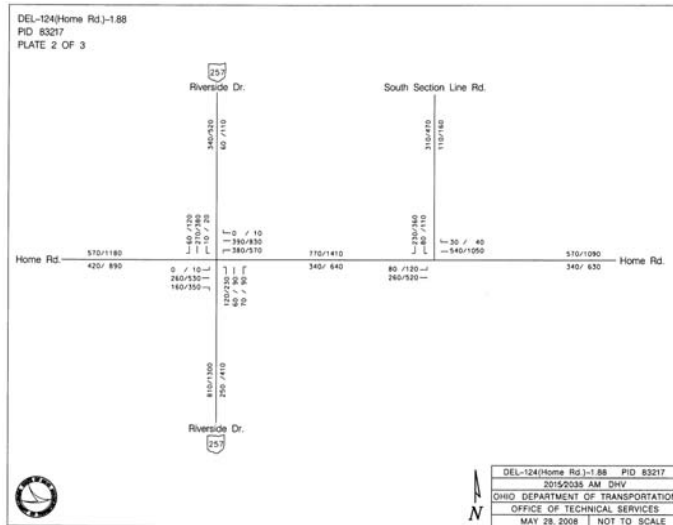 DEL-124(Home Rd.)-1.88
PID 83217
PLATE 2 OF 3
257
Riverside Dr.
South Section Line Rd.
340/520
60 /110
310/470
110/160
60 /120
270/380
10 / 20
0 / 10
390/830
380/570
230/360
80 /110
30 / 40
540/1050
570/1180
770/1410
570/1090
Home Rd.
Home Rd.
420/ 890
340/ 640
340/ 630
0 / 10
260/530
160/350
120/230
60 / 90
70 / 90
80 /120
260/520
810/1300
250 /410
Riverside Dr.
257
N
DEL-124(Home Rd.)-1.88 PID 83217
2015/2035 AM DHV
OHIO DEPARTMENT OF TRANSPORTATION
OFFICE OF TECHNICAL SERVICES
MAY 28, 2008 NOT TO SCALE